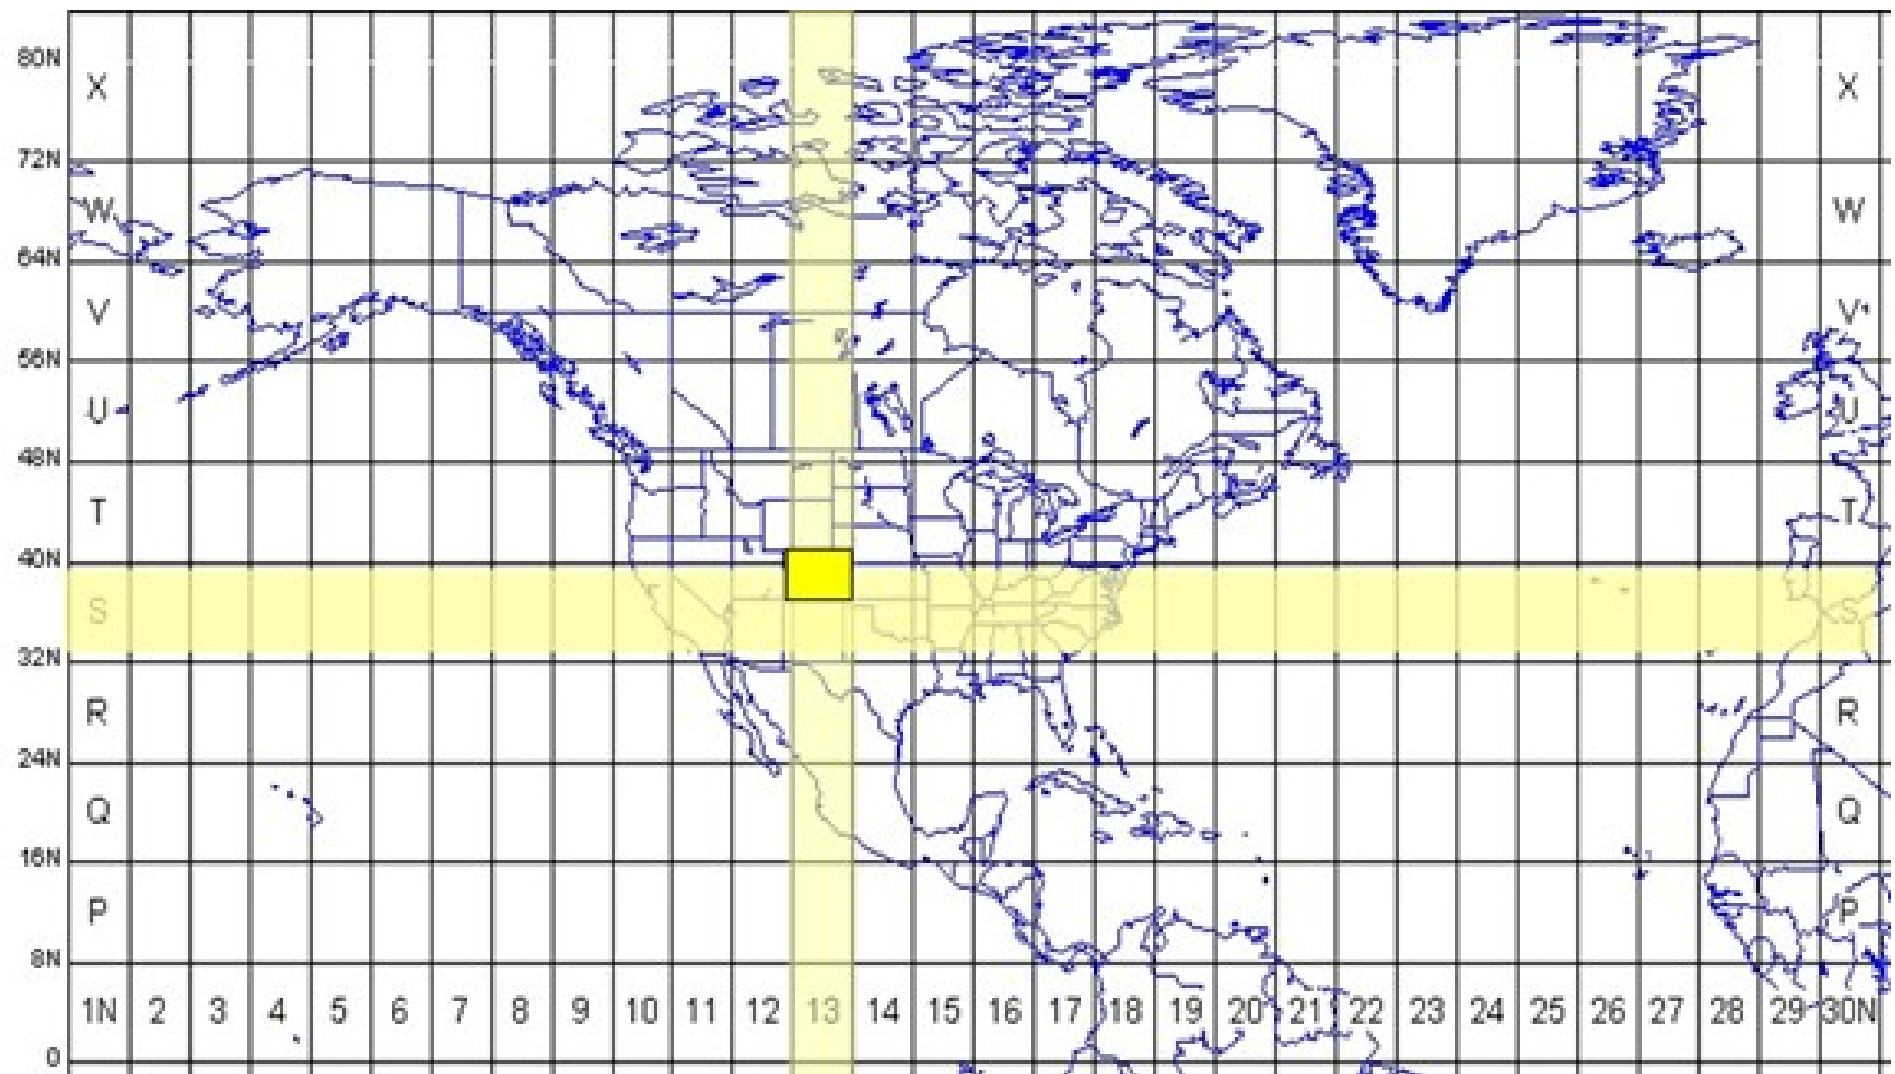 80N
X X
72N
W W
64N
V V
56N
U U
48N
T T
40N
S S
32N
R R
24N
Q Q
16N
P P
8N
1N 2 3 4 5 6 7 8 9 10 11 12 13 14 15 16 17 18 19 20 21 22 23 24 25 26 27 28 29 30N
0